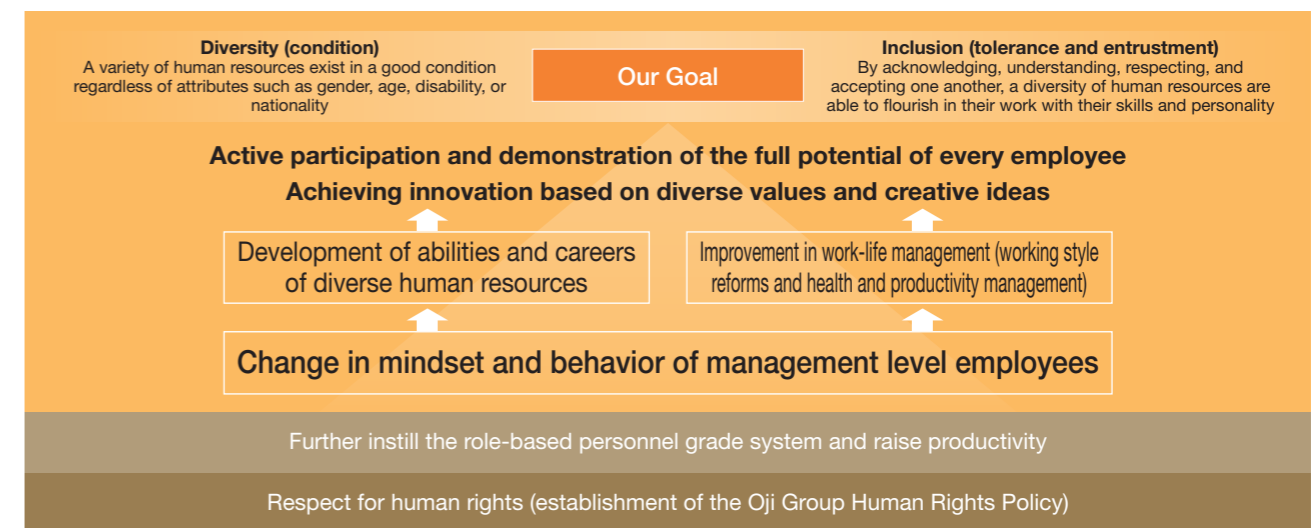 Diversity (condition)
A variety of human resources exist in a good condition
regardless of attributes such as gender, age, disability, or
nationality
Our Goal
Inclusion (tolerance and entrustment)
By acknowledging, understanding, respecting, and
accepting one another, a diversity of human resources are
able to flourish in their work with their skills and personality
Active participation and demonstration of the full potential of every employee
Achieving innovation based on diverse values and creative ideas
Development of abilities and careers
of diverse human resources
Improvement in work-life management (working style
reforms and health and productivity management)
Change in mindset and behavior of management level employees
Further instill the role-based personnel grade system and raise productivity
Respect for human rights (establishment of the Oji Group Human Rights Policy)